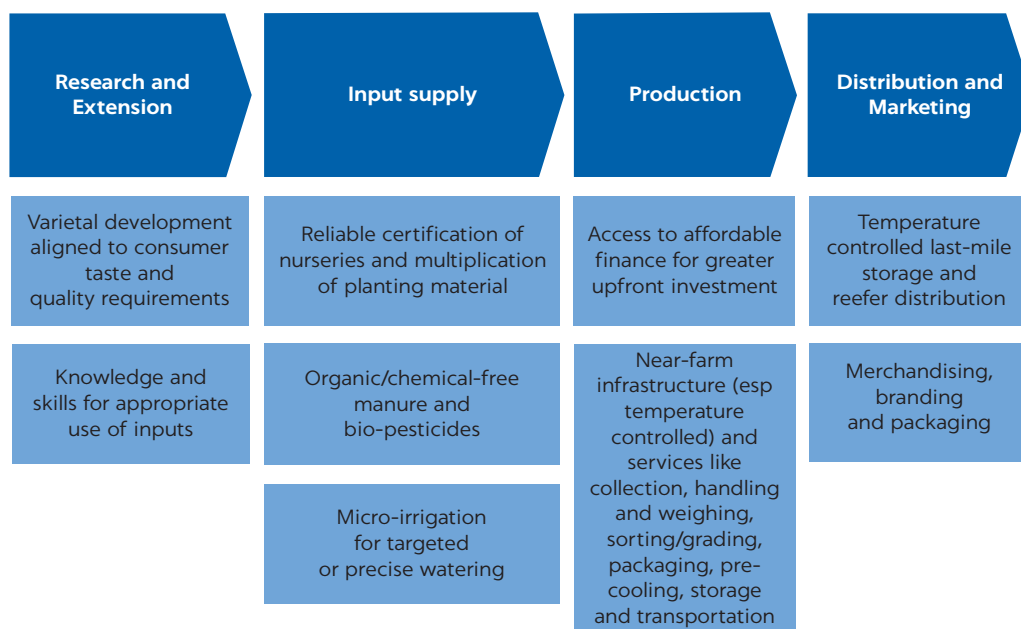 Research and
Extension
Input supply
Production
Distribution and
Marketing
Varietal development
aligned to consumer
taste and
quality requirements
Reliable certification of
nurseries and multiplication
of planting material
Access to affordable
finance for greater
upfront investment
Temperature
controlled last-mile
storage and
reefer distribution
Knowledge and
skills for appropriate
use of inputs
Organic/chemical-free
manure and
bio-pesticides
Near-farm
infrastructure (esp
temperature
controlled) and
services like
collection, handling
and weighing,
sorting/grading,
packaging, pre-
cooling, storage
and transportation
Merchandising,
branding
and packaging
Micro-irrigation
for targeted
or precise watering